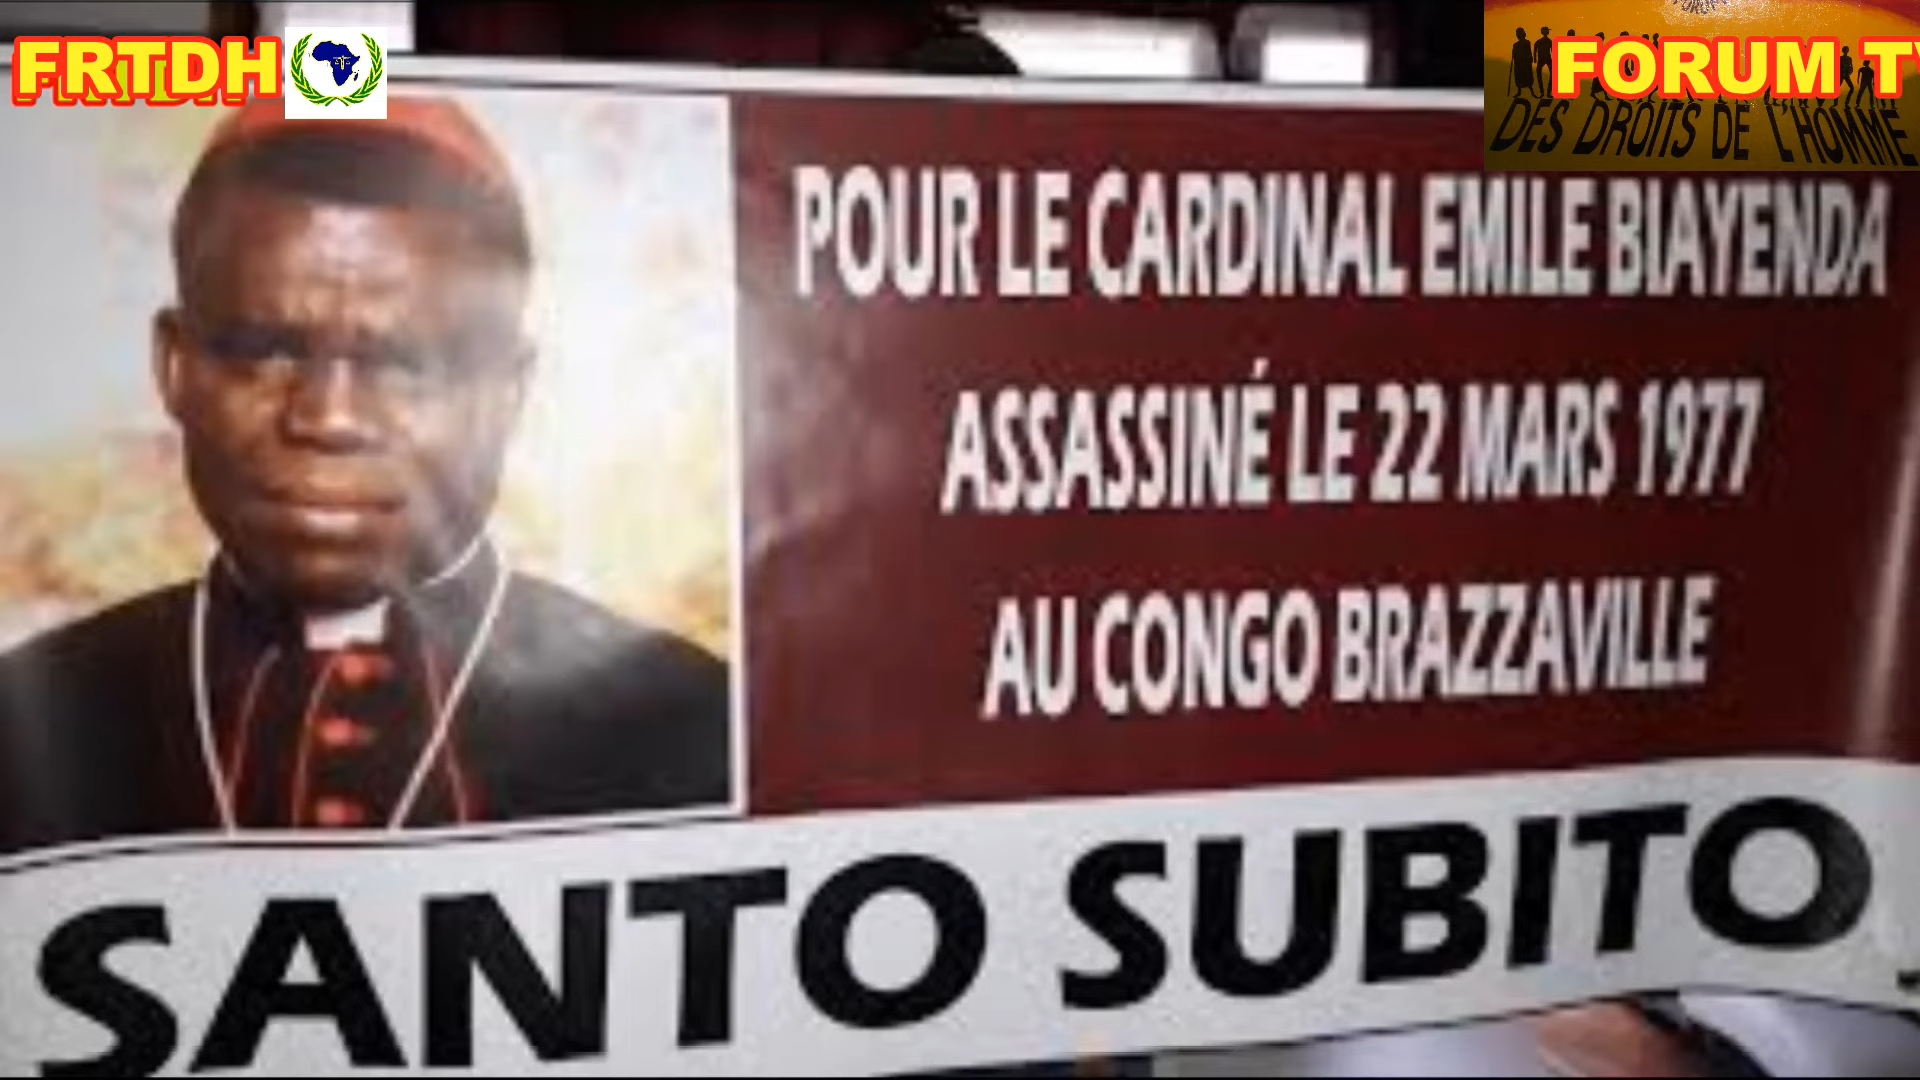 FRTDH
FORUM TV
DES DROITS DE L'HOMME
POUR LE CARDINAL EMILE BIAYENDA
ASSASSINÉ LE 22 MARS 1977
AU CONGO BRAZZAVILLE
SANTO SUBITO